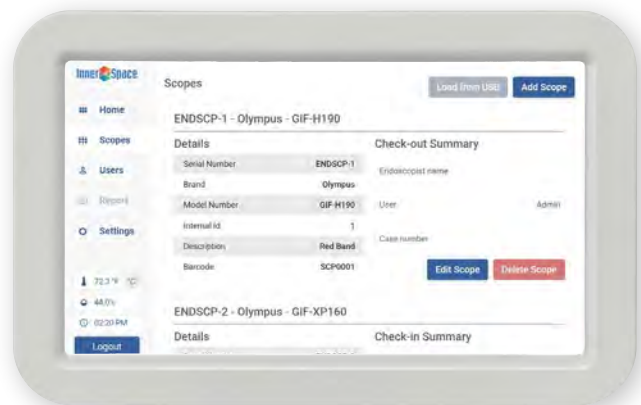 InnerSpace
Home
Scopes
Users
Report
Settings
72.3 °F °C
44.0%
02:20 PM
Logout
Scopes
Load from USB
Add Scope
ENDSCP-1 - Olympus - GIF-H190
Details
Serial Number ENDSCP-1
Brand Olympus
Model Number GIF-H190
Internal Id 1
Description Red Band
Barcode SCP0001
Check-out Summary
Endoscopist name
User Admin
Case number
Edit Scope
Delete Scope
ENDSCP-2 - Olympus - GIF-XP160
Details
Check-in Summary